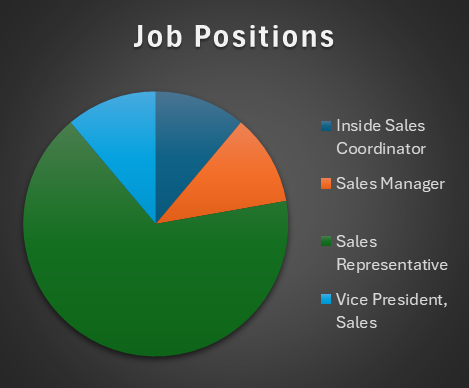 Job Positions
Inside Sales
Coordinator
Sales Manager
Sales
Representative
Vice President,
Sales